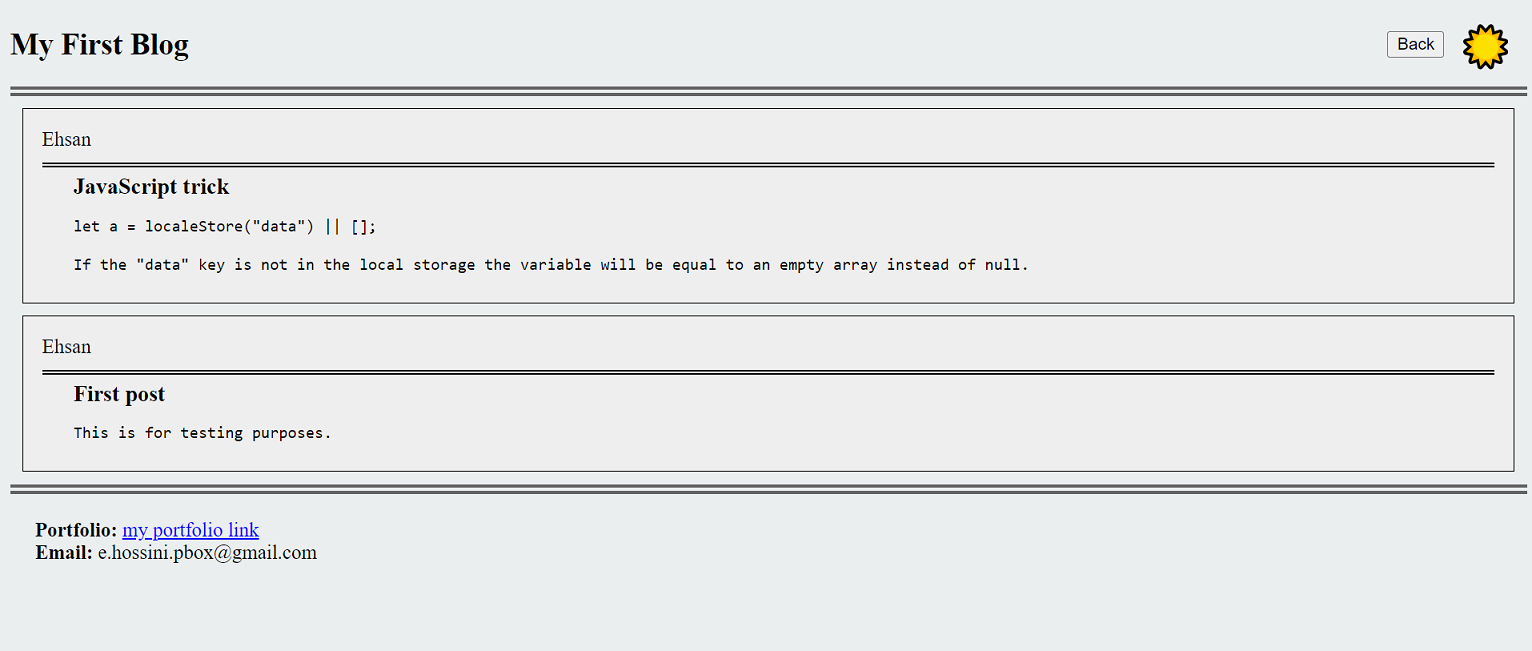 My First Blog
Back
Ehsan
JavaScript trick
let a = localeStore("data") || [];
If the "data" key is not in the local storage the variable will be equal to an empty array instead of null.
Ehsan
First post
This is for testing purposes.
Portfolio: my portfolio link
Email: e.hossini.pbox@gmail.com